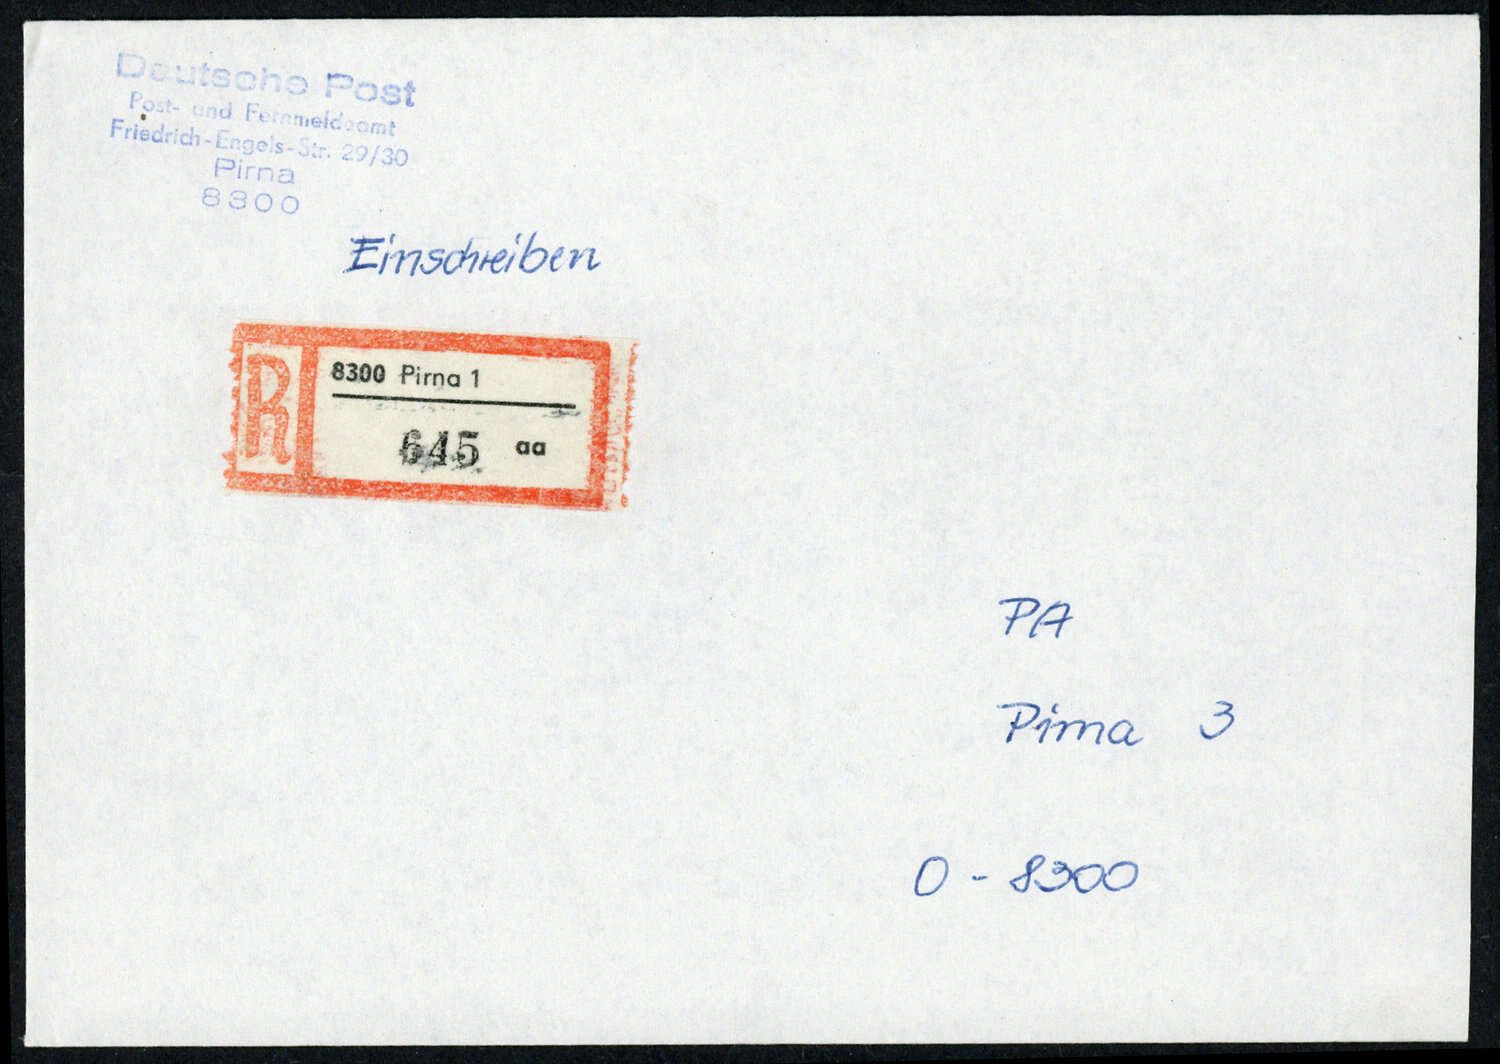 Deutsche Post
Post- und Fernmeldeamt
Friedrich-Engels-Str. 29/30
Pirna
8300
Einschreiben
R
8300 Pirna 1
645 aa
PA
Pirna 3
O - 8300